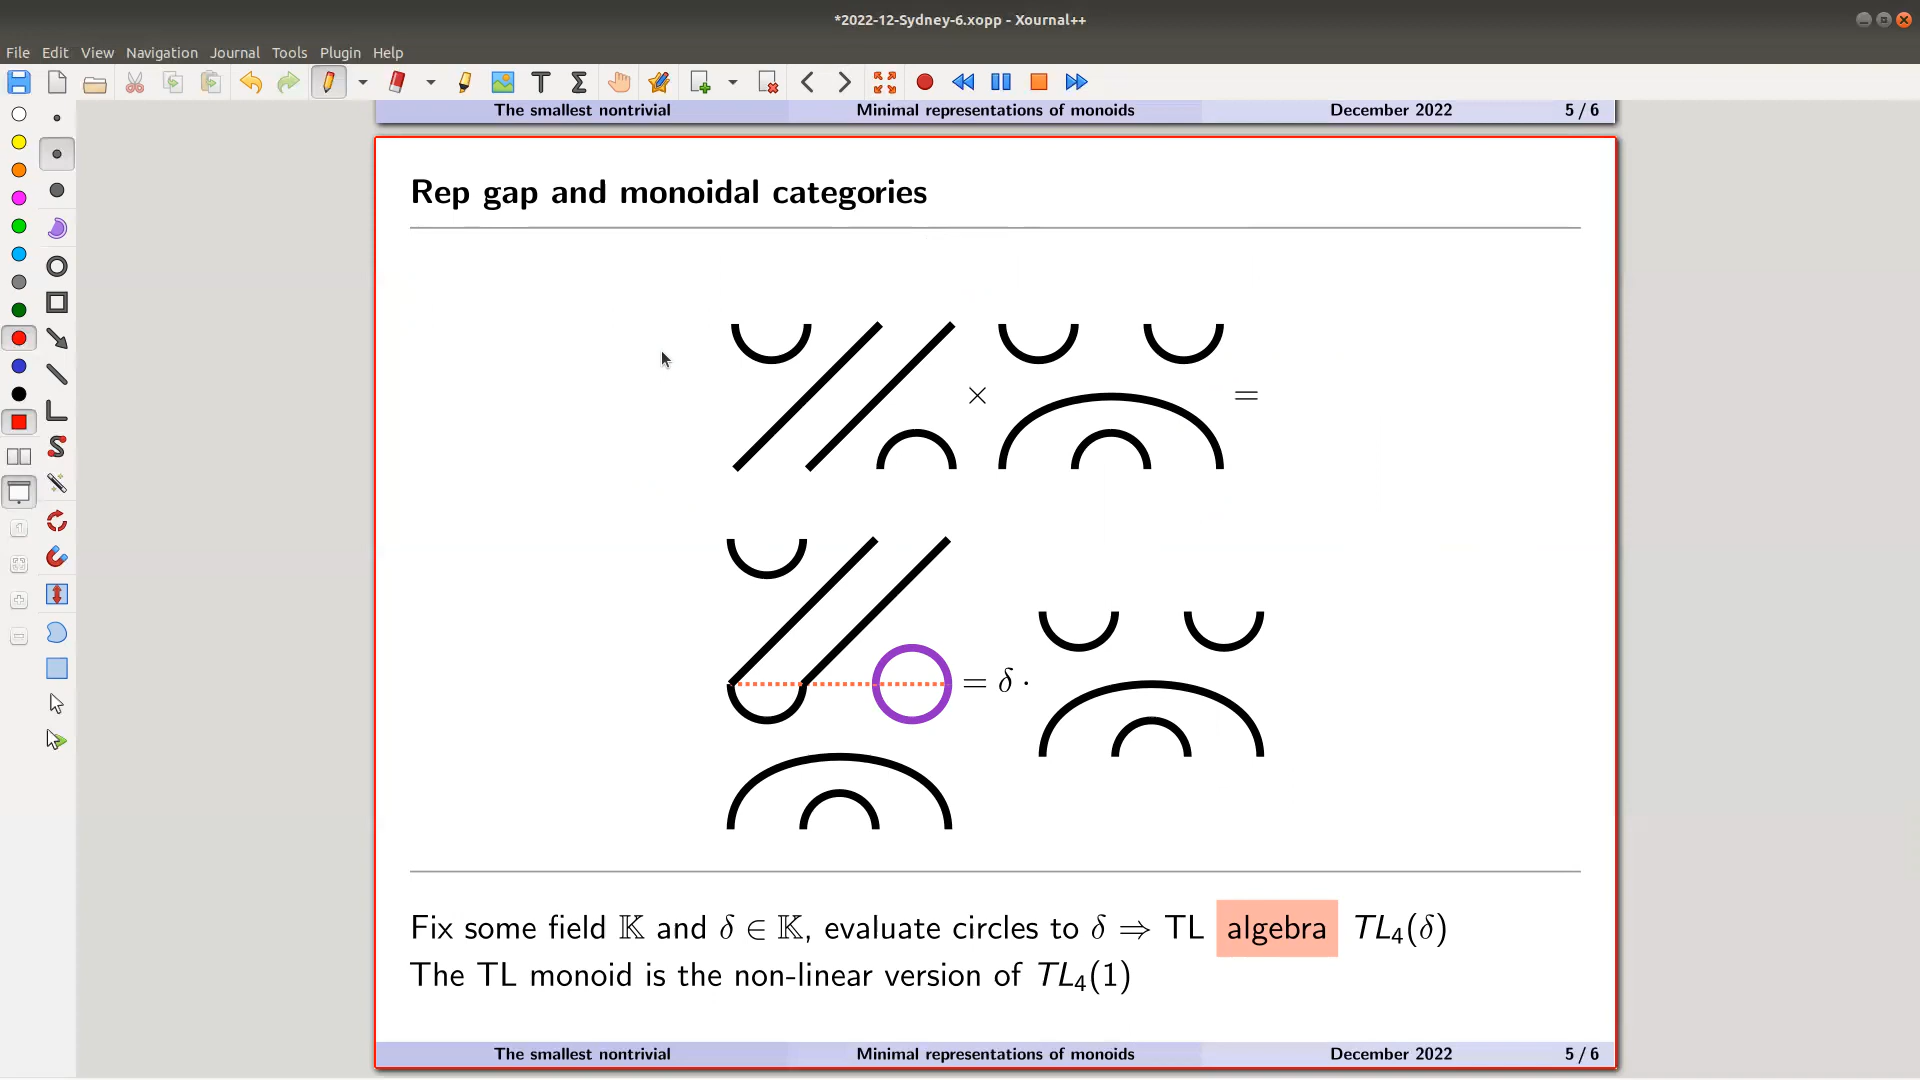 *2022-12-Sydney-6.xopp - Xournal++
File Edit View Navigation Journal Tools Plugin Help
The smallest nontrivial Minimal representations of monoids December 2022 5 / 6
Rep gap and monoidal categories
× =
= δ ·
Fix some field 𝕂 and δ ∈ 𝕂, evaluate circles to δ ⇒ TL algebra TL₄(δ)
The TL monoid is the non-linear version of TL₄(1)
The smallest nontrivial Minimal representations of monoids December 2022 5 / 6